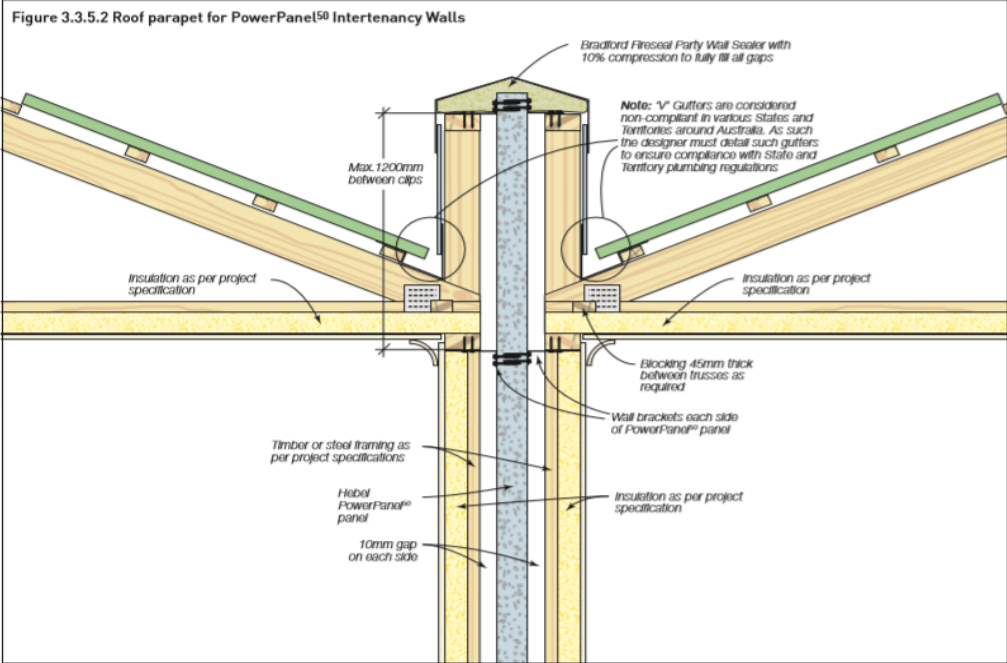 Figure 3.3.5.2 Roof parapet for PowerPanel⁵⁰ Intertenancy Walls
Bradford Fireseal Party Wall Sealer with
10% compression to fully fill all gaps
Note: 'V' Gutters are considered
non-compliant in various States and
Territories around Australia. As such
the designer must detail such gutters
to ensure compliance with State and
Territory plumbing regulations
Max.1200mm
between clips
Insulation as per project
specification
Insulation as per project
specification
Blocking 45mm thick
between trusses as
required
Wall brackets each side
of PowerPanel⁵⁰ panel
Timber or steel framing as
per project specifications
Hebel
PowerPanel⁵⁰
panel
Insulation as per project
specification
10mm gap
on each side